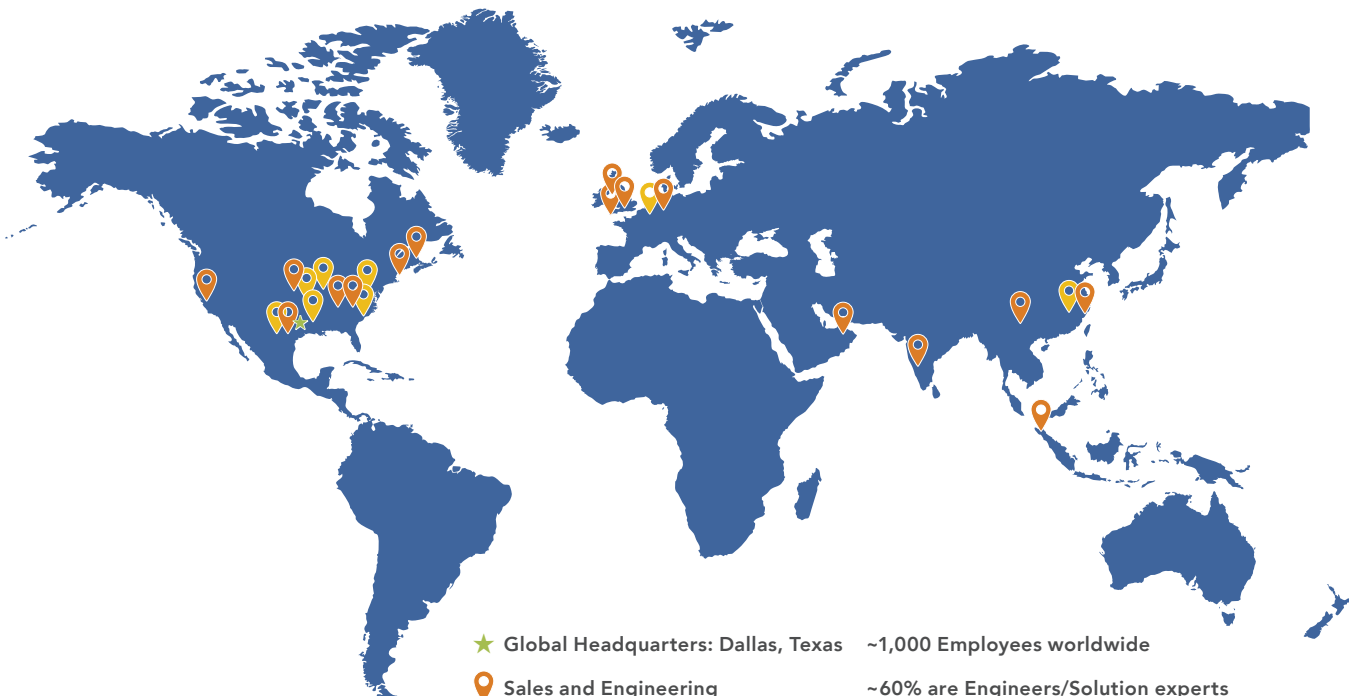 Global Headquarters: Dallas, Texas
~1,000 Employees worldwide
Sales and Engineering
~60% are Engineers/Solution experts